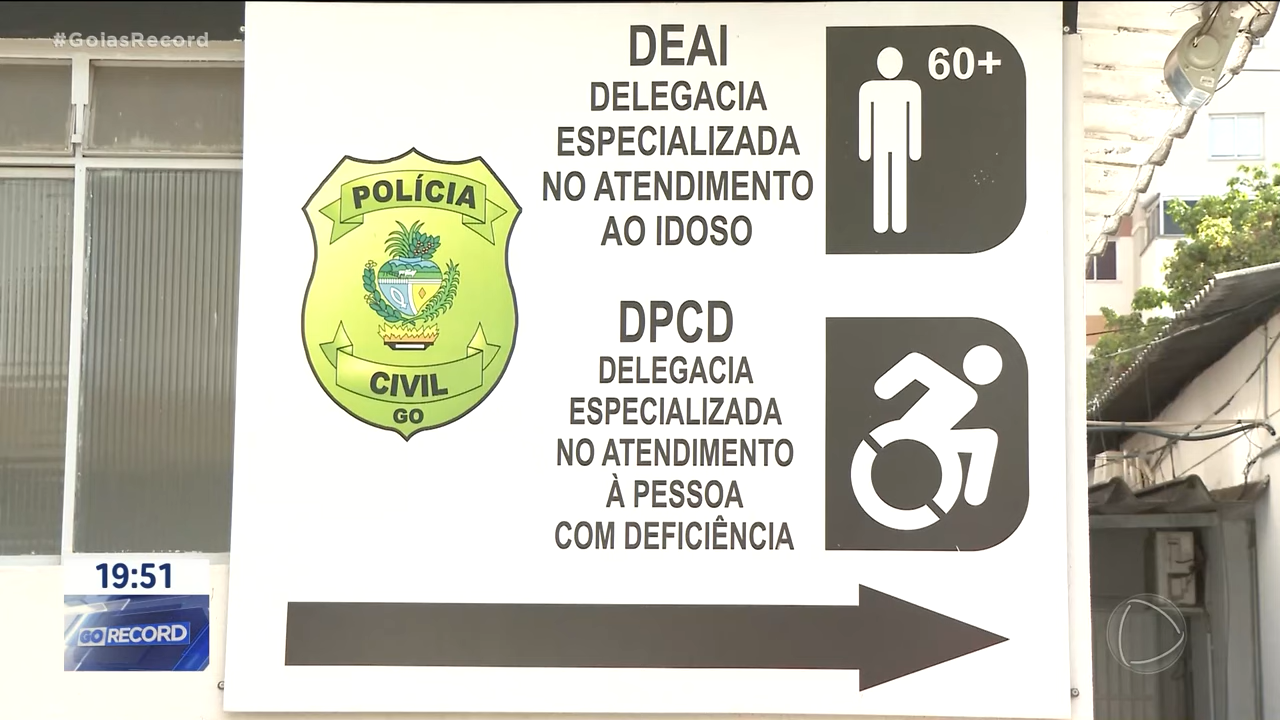 #GoiasRecord
DEAI
DELEGACIA
ESPECIALIZADA
NO ATENDIMENTO
AO IDOSO
60+
POLÍCIA
CIVIL
GO
DPCD
DELEGACIA
ESPECIALIZADA
NO ATENDIMENTO
À PESSOA
COM DEFICIÊNCIA
19:51
GO RECORD